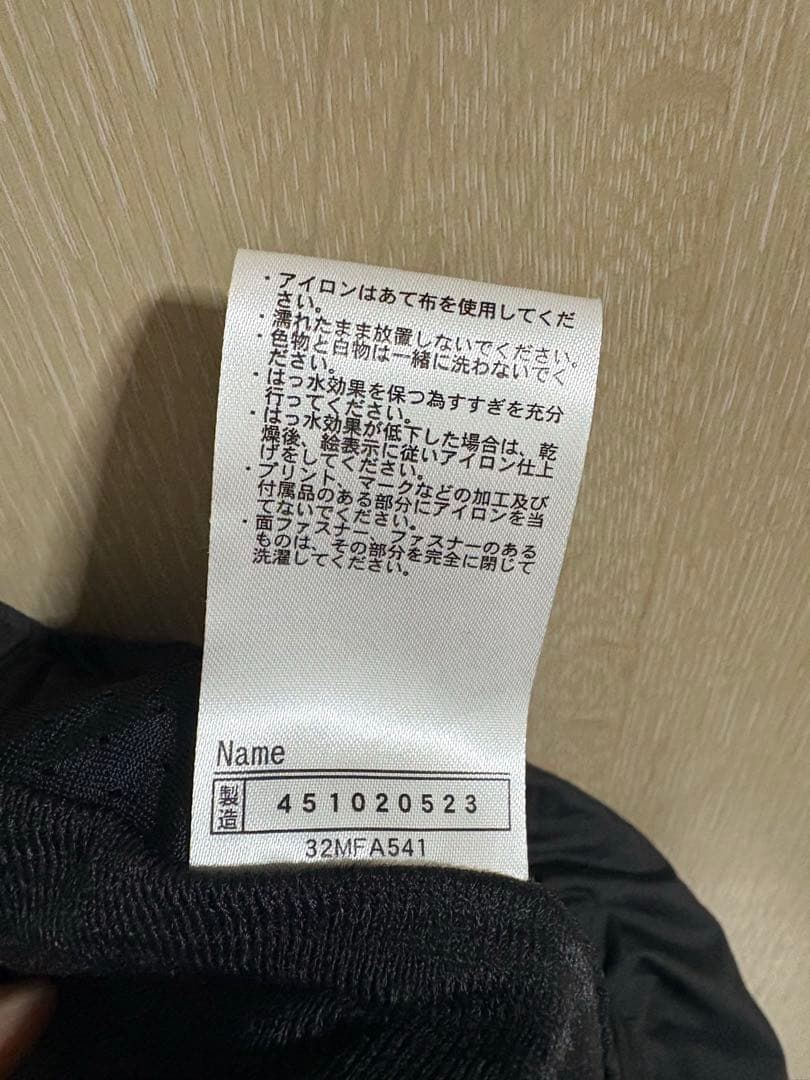 ・アイロンはあて布を使用してくだ
さい。
・濡れたまま放置しないでください。
・色物と白物は一緒に洗わないでく
ださい。
・はっ水効果を保つ為すすぎを充分
行ってください。
・はっ水効果が低下した場合は、乾
燥後、絵表示に従いアイロン仕上
げをしてください。
・プリント、マークなどの加工及び
付属品のある部分にアイロンを当
てないでください。
・面ファスナー、ファスナーのある
ものは、その部分を完全に閉じて
洗濯してください。
Name
製造 451020523
32MFA541